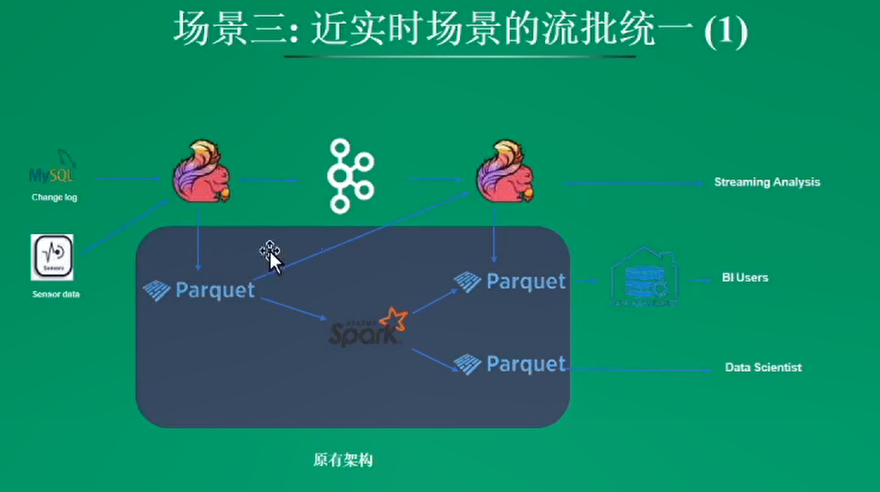 场景三: 近实时场景的流批统一 (1)
MySQL
Change log
Streaming Analysis
Sensors
Sensor data
Parquet
Parquet
BI Users
APACHE
Spark
Parquet
Data Scientist
原有架构